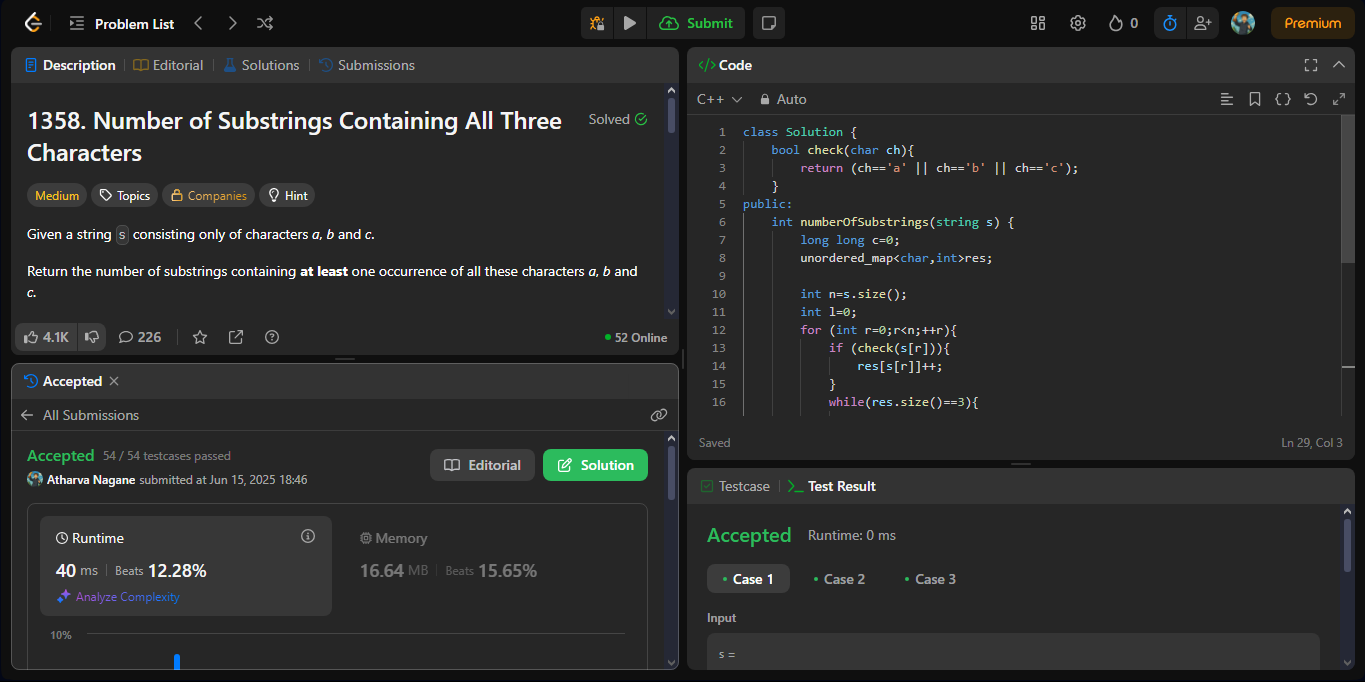 Problem List
Submit
0
Premium
Description
Editorial
Solutions
Submissions
1358. Number of Substrings Containing All Three
Characters
Solved
Medium
Topics
Companies
Hint
Given a string s consisting only of characters a, b and c.
Return the number of substrings containing at least one occurrence of all these characters a, b and
c.
4.1K
226
52 Online
Accepted
All Submissions
Accepted 54 / 54 testcases passed
Atharva Nagane submitted at Jun 15, 2025 18:46
Editorial
Solution
Runtime
40 ms Beats 12.28%
Analyze Complexity
Memory
16.64 MB Beats 15.65%
10%
</> Code
C++
Auto
1 class Solution {
2 bool check(char ch){
3 return (ch=='a' || ch=='b' || ch=='c');
4 }
5 public:
6 int numberOfSubstrings(string s) {
7 long long c=0;
8 unordered_map<char,int>res;
9
10 int n=s.size();
11 int l=0;
12 for (int r=0;r<n;++r){
13 if (check(s[r])){
14 res[s[r]]++;
15 }
16 while(res.size()==3){
Saved
Ln 29, Col 3
Testcase
Test Result
Accepted Runtime: 0 ms
Case 1
Case 2
Case 3
Input
s =